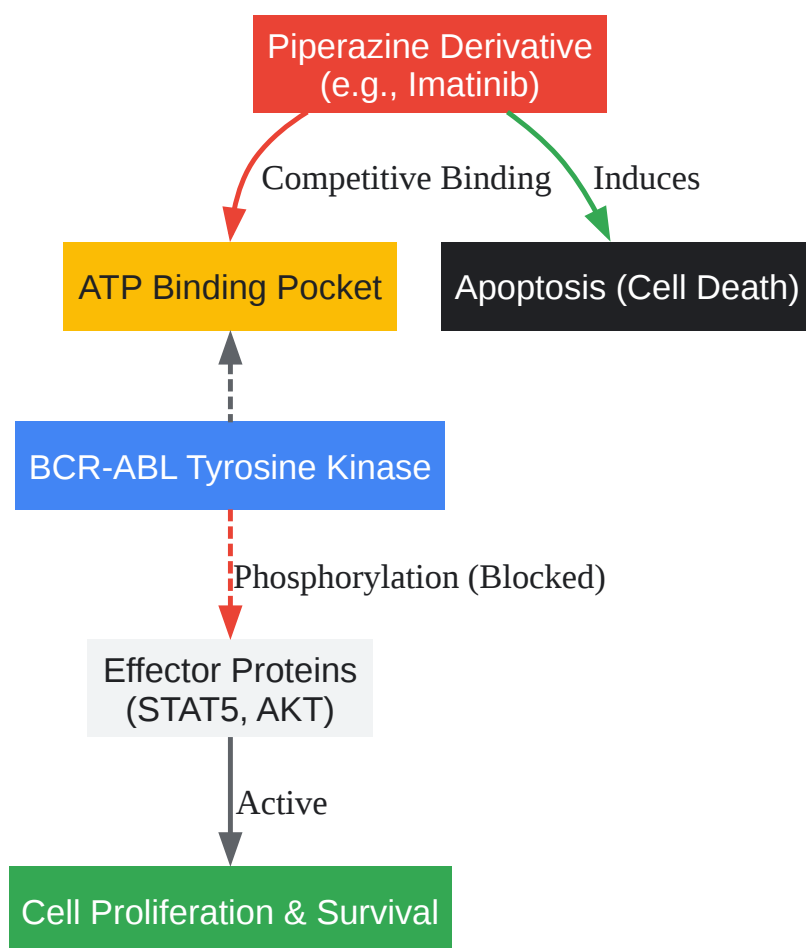 Piperazine Derivative
(e.g., Imatinib)
Competitive Binding
Induces
ATP Binding Pocket
Apoptosis (Cell Death)
BCR-ABL Tyrosine Kinase
Phosphorylation (Blocked)
Effector Proteins
(STAT5, AKT)
Active
Cell Proliferation & Survival